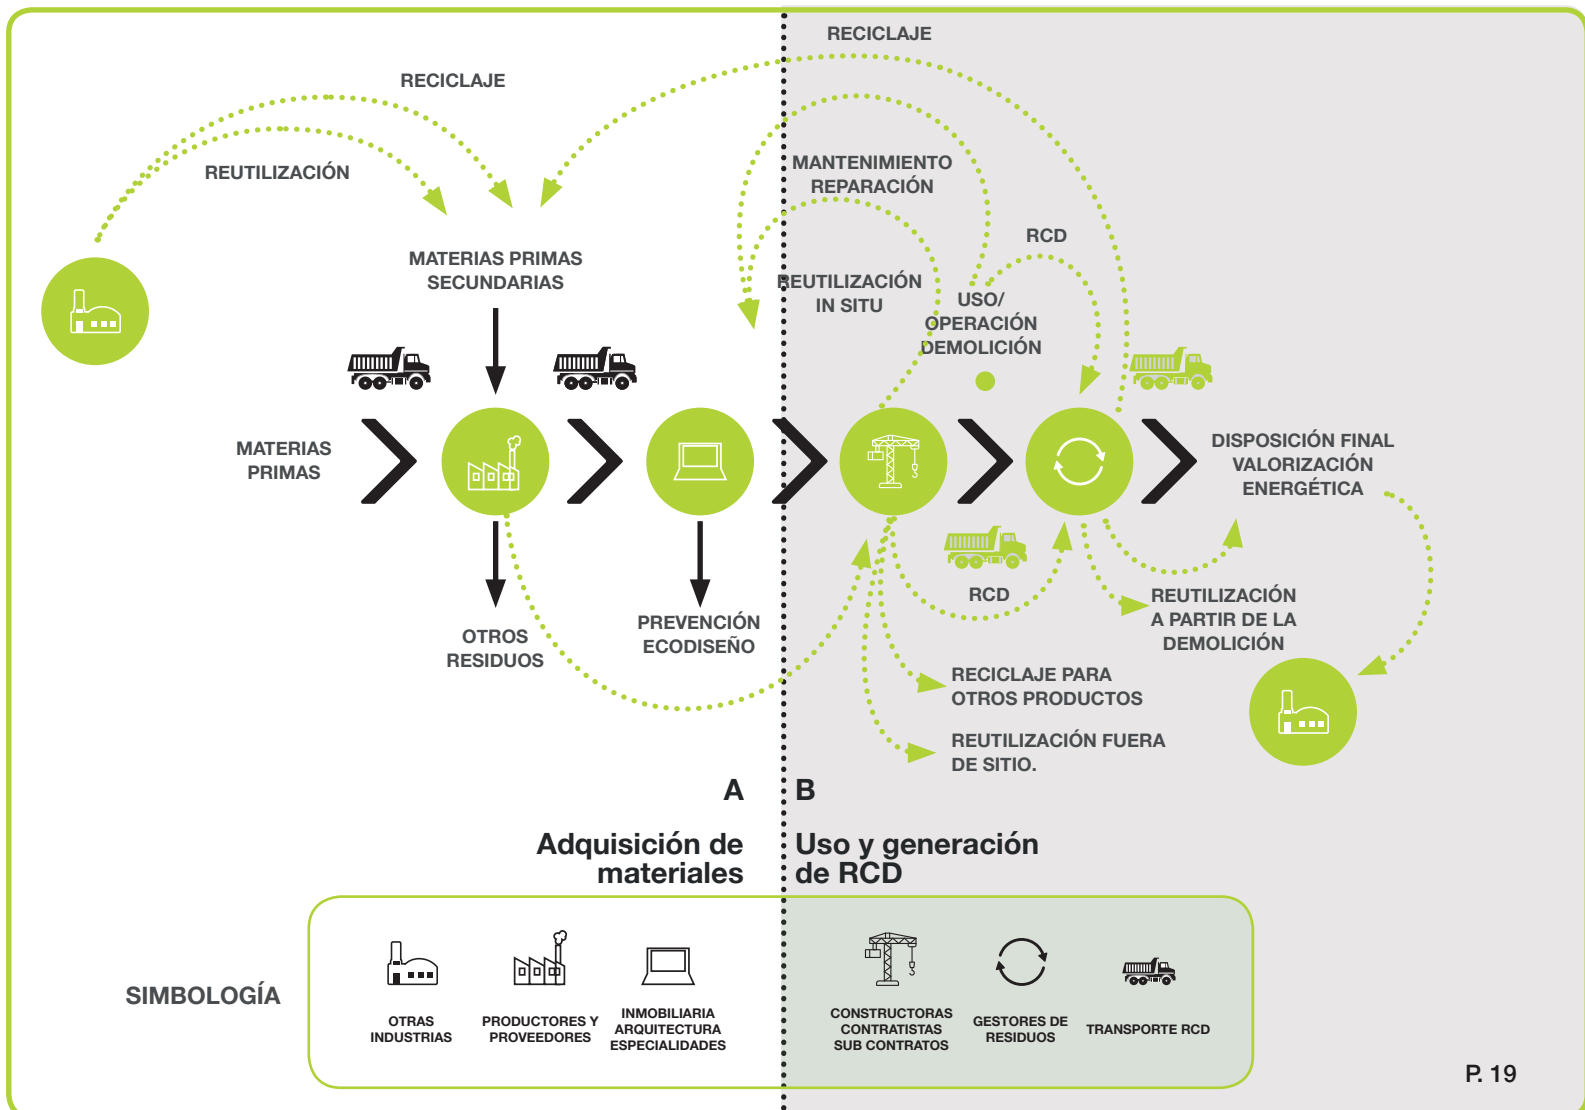 RECICLAJE
RECICLAJE
REUTILIZACIÓN
MANTENIMIENTO
REPARACIÓN
RCD
MATERIAS PRIMAS
SECUNDARIAS
REUTILIZACIÓN
IN SITU
USO/
OPERACIÓN
DEMOLICIÓN
MATERIAS
PRIMAS
DISPOSICIÓN FINAL
VALORIZACIÓN
ENERGÉTICA
OTROS
RESIDUOS
PREVENCIÓN
ECODISEÑO
RCD
REUTILIZACIÓN
A PARTIR DE LA
DEMOLICIÓN
RECICLAJE PARA
OTROS PRODUCTOS
REUTILIZACIÓN FUERA
DE SITIO.
A
B
Adquisición de
materiales
Uso y generación
de RCD
SIMBOLOGÍA
OTRAS
INDUSTRIAS
PRODUCTORES Y
PROVEEDORES
INMOBILIARIA
ARQUITECTURA
ESPECIALIDADES
CONSTRUCTORAS
CONTRATISTAS
SUB CONTRATOS
GESTORES DE
RESIDUOS
TRANSPORTE RCD
P. 19